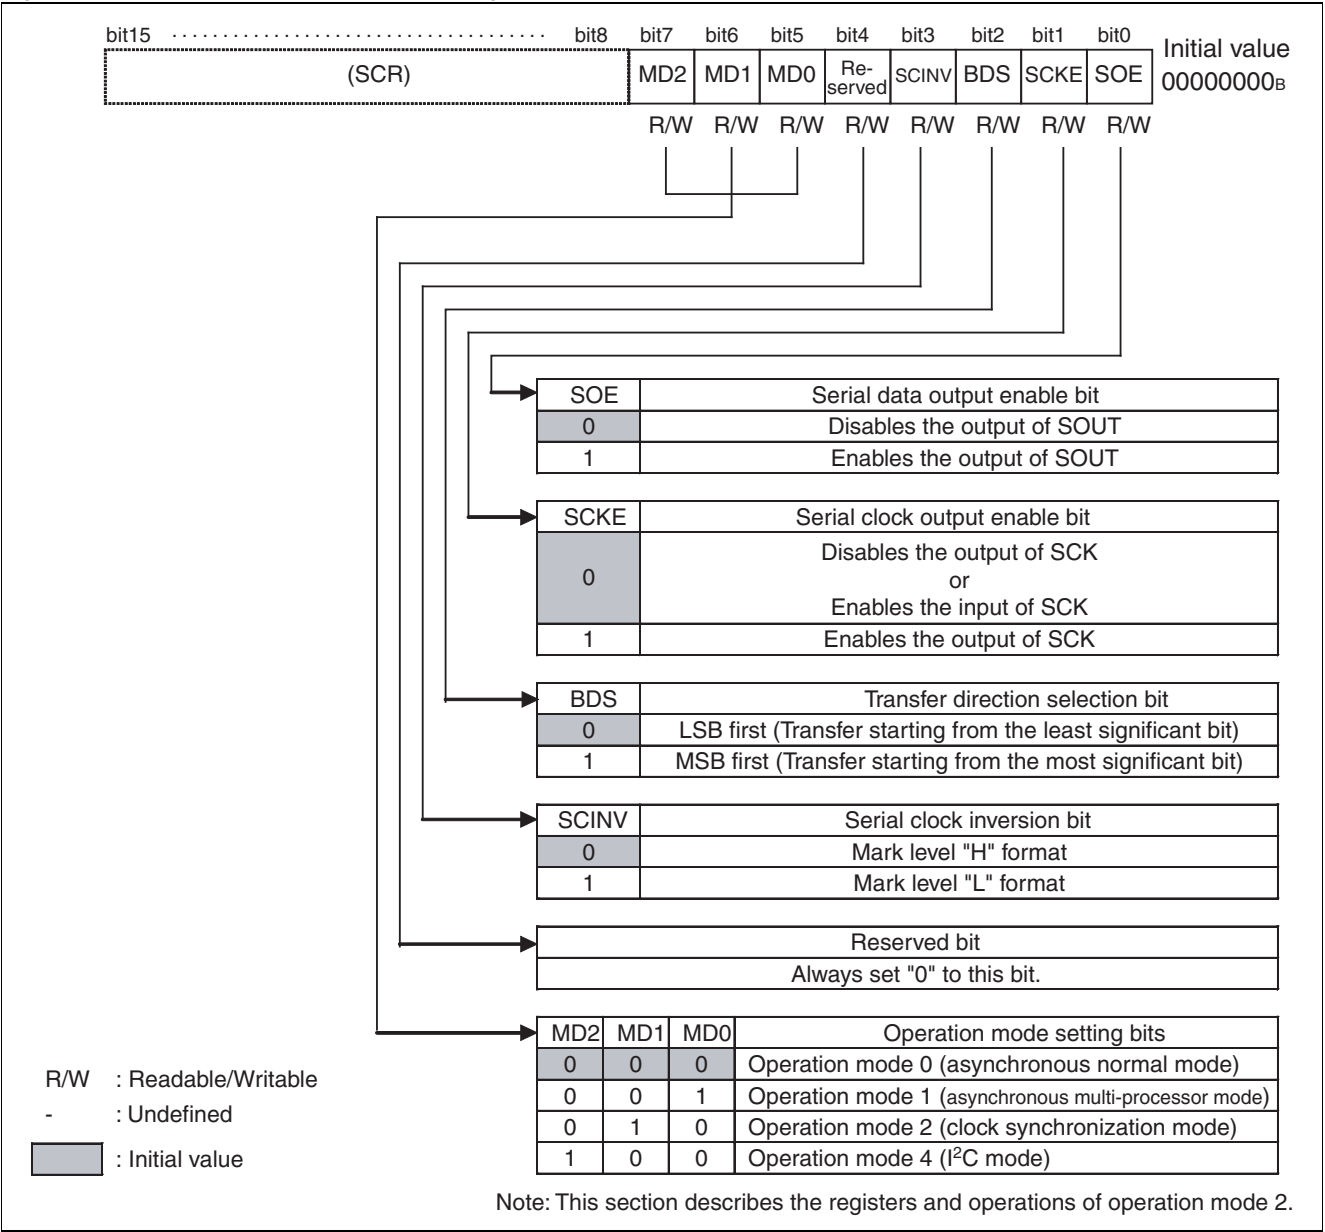 bit15 ..................................... bit8 bit7 bit6 bit5 bit4 bit3 bit2 bit1 bit0 Initial value
(SCR) MD2 MD1 MD0 Re-served SCINV BDS SCKE SOE 00000000B
R/W R/W R/W R/W R/W R/W R/W R/W
SOE Serial data output enable bit
0 Disables the output of SOUT
1 Enables the output of SOUT
SCKE Serial clock output enable bit
0 Disables the output of SCK
or
Enables the input of SCK
1 Enables the output of SCK
BDS Transfer direction selection bit
0 LSB first (Transfer starting from the least significant bit)
1 MSB first (Transfer starting from the most significant bit)
SCINV Serial clock inversion bit
0 Mark level "H" format
1 Mark level "L" format
Reserved bit
Always set "0" to this bit.
MD2 MD1 MD0 Operation mode setting bits
0 0 0 Operation mode 0 (asynchronous normal mode)
0 0 1 Operation mode 1 (asynchronous multi-processor mode)
0 1 0 Operation mode 2 (clock synchronization mode)
1 0 0 Operation mode 4 (I²C mode)
R/W : Readable/Writable
- : Undefined
: Initial value
Note: This section describes the registers and operations of operation mode 2.